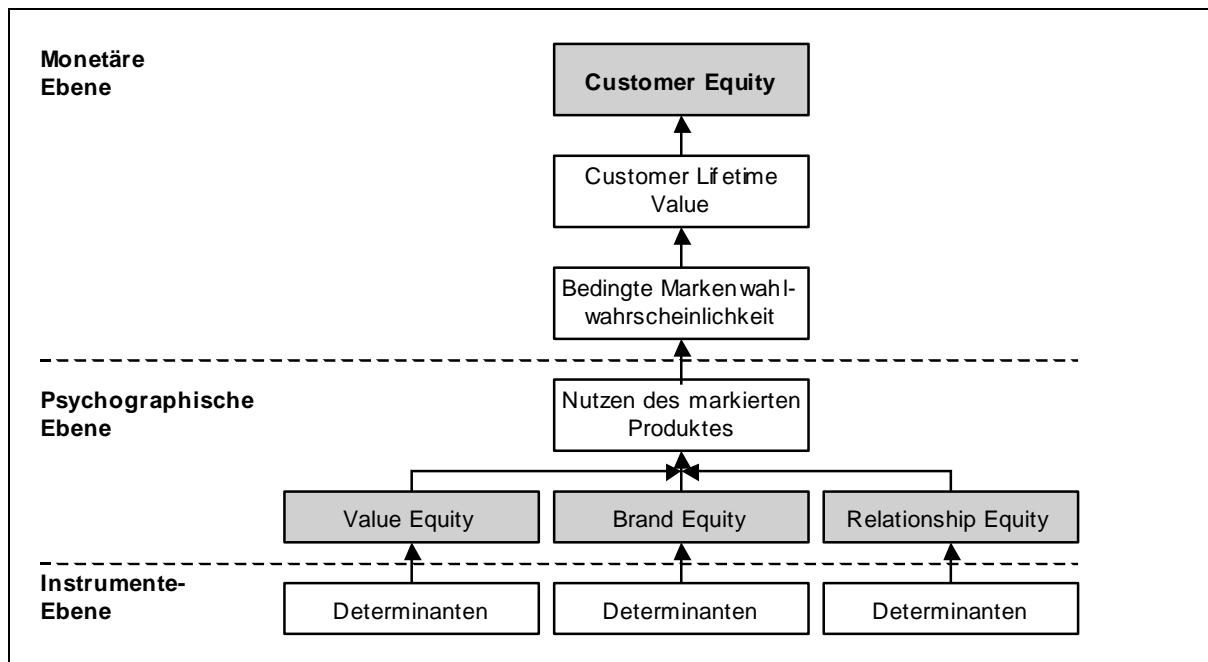 Monetäre
Ebene
Customer Equity
Customer Lifetime
Value
Bedingte Markenwahl-
wahrscheinlichkeit
Psychographische
Ebene
Nutzen des markierten
Produktes
Value Equity
Brand Equity
Relationship Equity
Instrumente-
Ebene
Determinanten
Determinanten
Determinanten